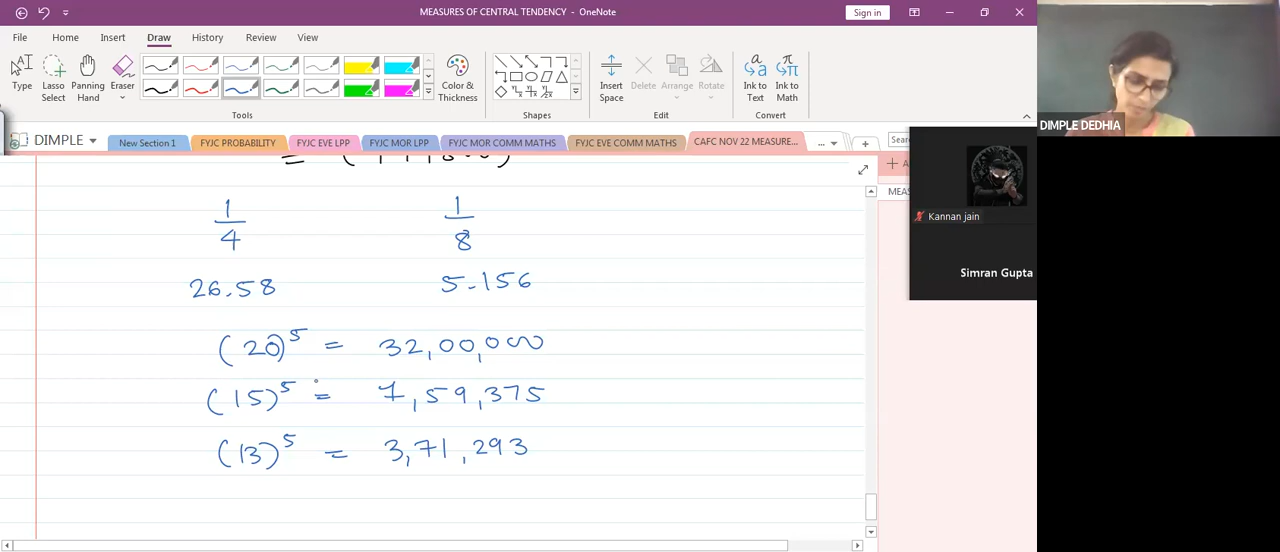 MEASURES OF CENTRAL TENDENCY - OneNote
Sign in
File Home Insert Draw History Review View
Type
Lasso Select
Panning Hand
Eraser
Color & Thickness
Insert Space
Delete
Arrange
Rotate
Ink to Text
Ink to Math
Tools
Shapes
Edit
Convert
DIMPLE
New Section 1
FYJC PROBABILITY
FYJC EVE LPP
FYJC MOR LPP
FYJC MOR COMM MATHS
FYJC EVE COMM MATHS
CAFC NOV 22 MEASURE...
...
DIMPLE DEDHIA
Kannan jain
Simran Gupta
1/4 1/8
26.58 5.156
(20)^5 = 32,00,000
(15)^5 = 7,59,375
(13)^5 = 3,71,293